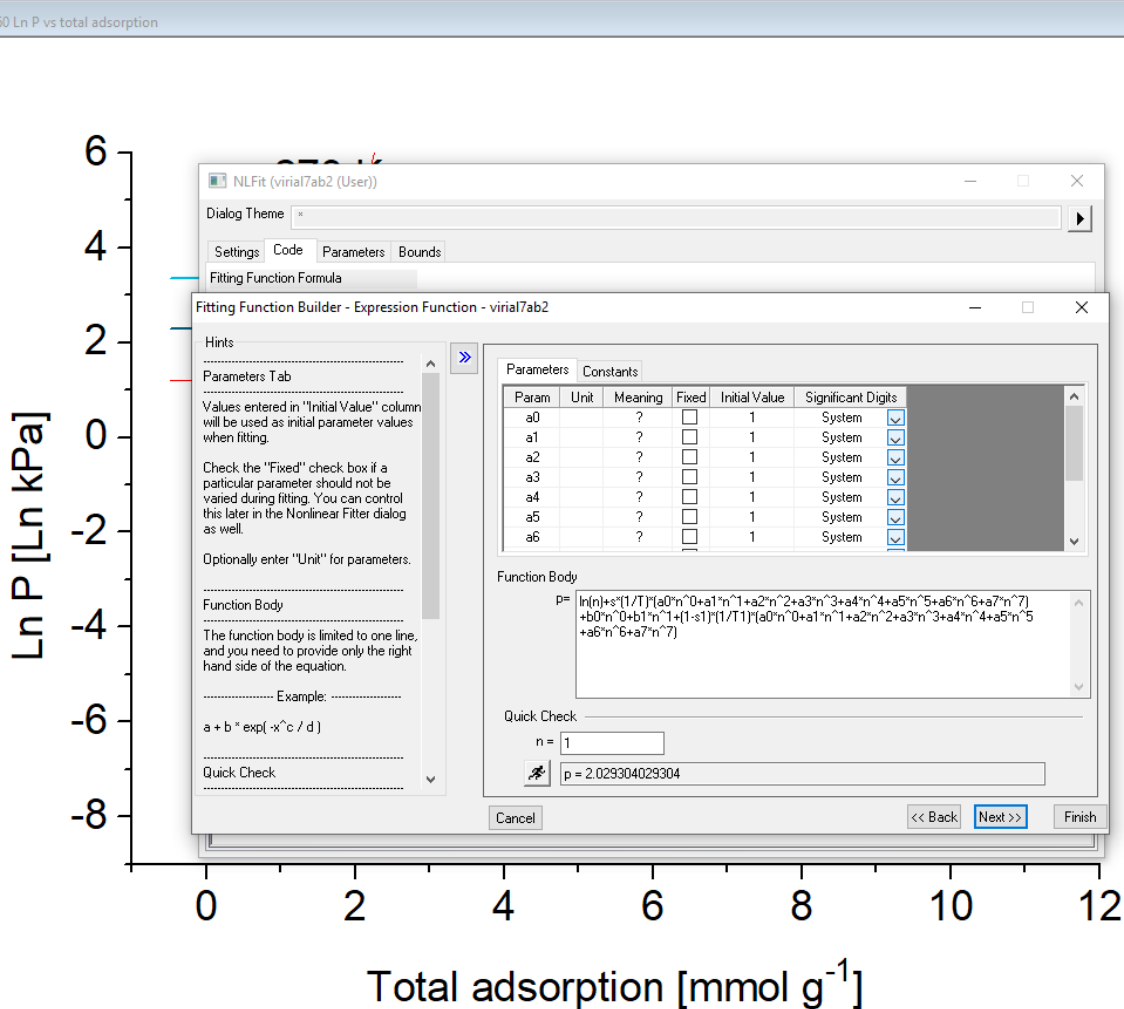 60 Ln P vs total adsorption
6
4
2
0
-2
-4
-6
-8
Ln P [Ln kPa]
NLFit (virial7ab2 (User))
Dialog Theme
*
Settings
Code
Parameters
Bounds
Fitting Function Formula
Fitting Function Builder - Expression Function - virial7ab2
Hints
Parameters Tab
Values entered in "Initial Value" column
will be used as initial parameter values
when fitting.
Check the "Fixed" check box if a
particular parameter should not be
varied during fitting. You can control
this later in the Nonlinear Fitter dialog
as well.
Optionally enter "Unit" for parameters.
Function Body
The function body is limited to one line,
and you need to provide only the right
hand side of the equation.
-------------------- Example: --------------------
a + b * exp( -x^c / d )
Quick Check
Parameters
Constants
Param Unit Meaning Fixed Initial Value Significant Digits
a0 ? 1 System
a1 ? 1 System
a2 ? 1 System
a3 ? 1 System
a4 ? 1 System
a5 ? 1 System
a6 ? 1 System
Function Body
p= ln(n)+s*(1/T)*(a0*n^0+a1*n^1+a2*n^2+a3*n^3+a4*n^4+a5*n^5+a6*n^6+a7*n^7)
+b0*n^0+b1*n^1+(1-s1)*(1/T1)*(a0*n^0+a1*n^1+a2*n^2+a3*n^3+a4*n^4+a5*n^5
+a6*n^6+a7*n^7)
Quick Check
n = 1
p = 2.029304029304
Cancel
<< Back
Next >>
Finish
0 2 4 6 8 10 12
Total adsorption [mmol g-1]